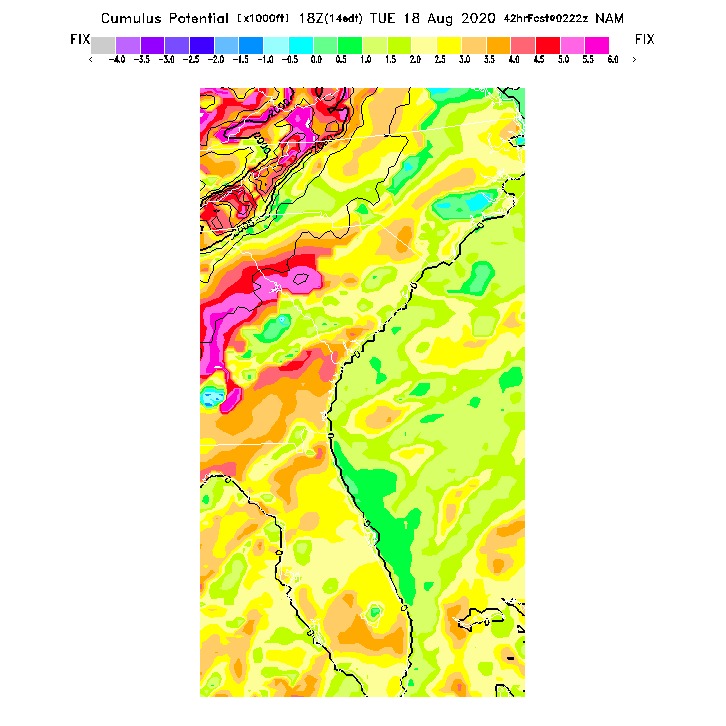 Cumulus Potential [x1000ft] 18Z(14edt) TUE 18 Aug 2020 42hrFcst@0222z NAM
FIX FIX
< -4.0 -3.5 -3.0 -2.5 -2.0 -1.5 -1.0 -0.5 0.0 0.5 1.0 1.5 2.0 2.5 3.0 3.5 4.0 4.5 5.0 5.5 6.0 >
2000
2000